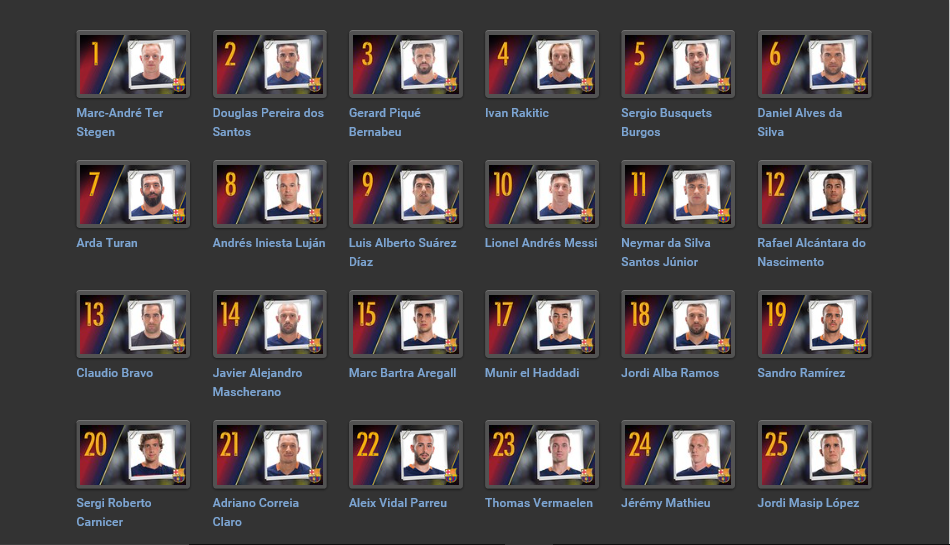 1 2 3 4 5 6
Marc-André Ter Douglas Pereira dos Gerard Piqué Ivan Rakitic Sergio Busquets Daniel Alves da
Stegen Santos Bernabeu Burgos Silva
7 8 9 10 11 12
Arda Turan Andrés Iniesta Luján Luis Alberto Suárez Lionel Andrés Messi Neymar da Silva Rafael Alcántara do
Díaz Santos Júnior Nascimento
13 14 15 17 18 19
Claudio Bravo Javier Alejandro Marc Bartra Aregall Munir el Haddadi Jordi Alba Ramos Sandro Ramírez
Mascherano
20 21 22 23 24 25
Sergi Roberto Adriano Correia Aleix Vidal Parreu Thomas Vermaelen Jérémy Mathieu Jordi Masip López
Carnicer Claro